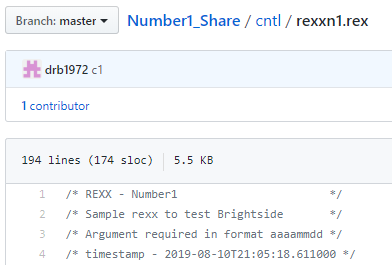 Branch: master Number1_Share / cntl / rexxn1.rex
drb1972 c1
1 contributor
194 lines (174 sloc) 5.5 KB
1 /* REXX - Number1 */
2 /* Sample rexx to test Brightside */
3 /* Argument required in format aaaammdd */
4 /* timestamp - 2019-08-10T21:05:18.611000 */